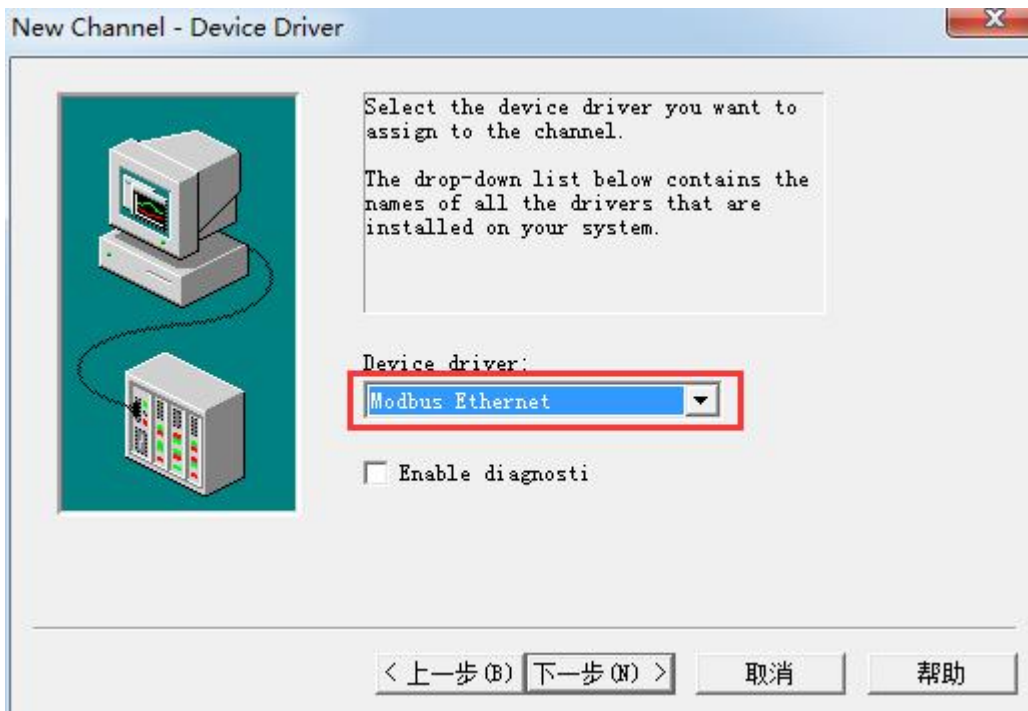 New Channel - Device Driver
Select the device driver you want to
assign to the channel.
The drop-down list below contains the
names of all the drivers that are
installed on your system.
Device driver:
Modbus Ethernet
Enable diagnosti
< 上一步(B) 下一步(N) > 取消 帮助